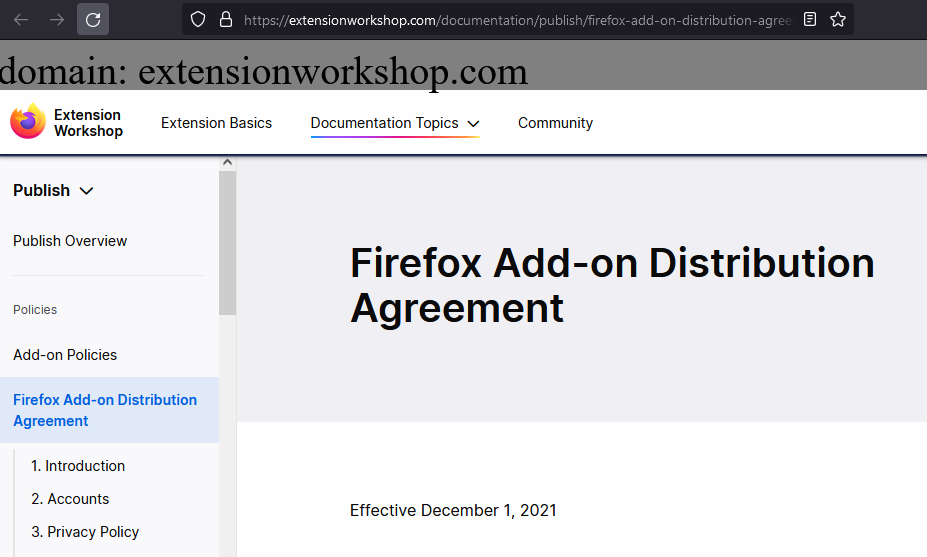 https://extensionworkshop.com/documentation/publish/firefox-add-on-distribution-agree
domain: extensionworkshop.com
Extension
Workshop
Extension Basics
Documentation Topics
Community
Publish
Publish Overview
Policies
Add-on Policies
Firefox Add-on Distribution
Agreement
1. Introduction
2. Accounts
3. Privacy Policy
Firefox Add-on Distribution
Agreement
Effective December 1, 2021